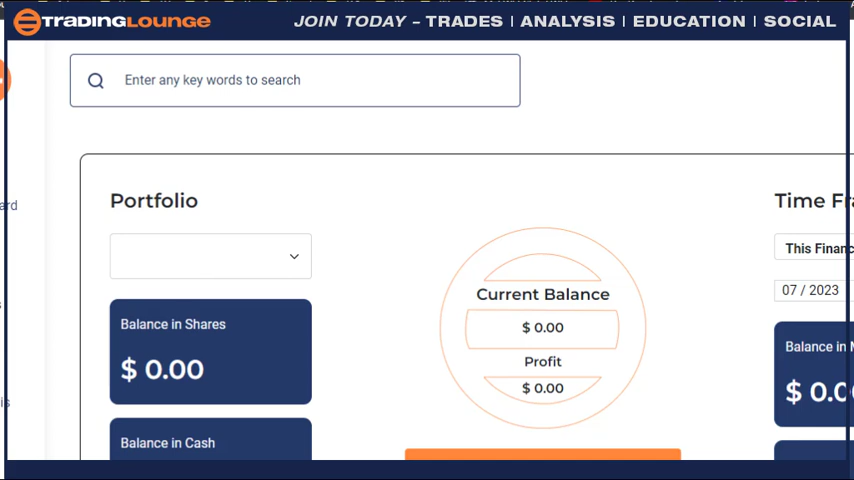 TRADINGLOUNGE
JOIN TODAY – TRADES | ANALYSIS | EDUCATION | SOCIAL
Enter any key words to search
Portfolio
Time Fra
This Financ
07 / 2023
Current Balance
$ 0.00
Profit
$ 0.00
Balance in Shares
$ 0.00
Balance in M
$ 0.0
Balance in Cash
ard
s
is